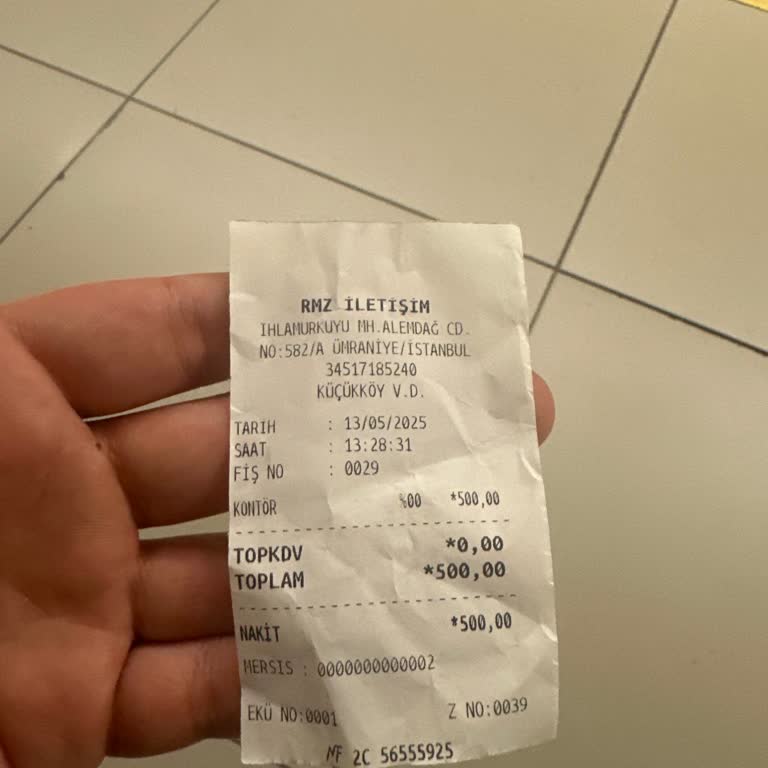 RMZ İLETİŞİM
IHLAMURKUYU MH.ALEMDAĞ CD.
NO:582/A ÜMRANİYE/İSTANBUL
34517185240
KÜÇÜKKÖY V.D.
TARİH : 13/05/2025
SAAT : 13:28:31
FİŞ NO : 0029
KONTÖR %00 *500,00
TOPKDV *0,00
TOPLAM *500,00
NAKİT *500,00
MERSIS : 0000000000002
EKÜ NO:0001 Z NO:0039
MF 2C 56555925